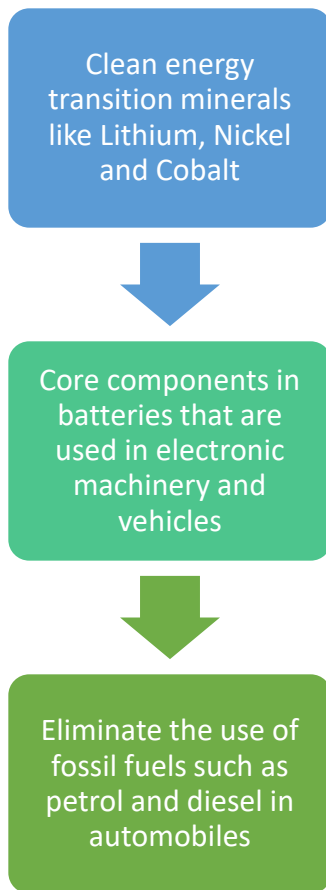 Clean energy
transition minerals
like Lithium, Nickel
and Cobalt
Core components in
batteries that are
used in electronic
machinery and
vehicles
Eliminate the use of
fossil fuels such as
petrol and diesel in
automobiles